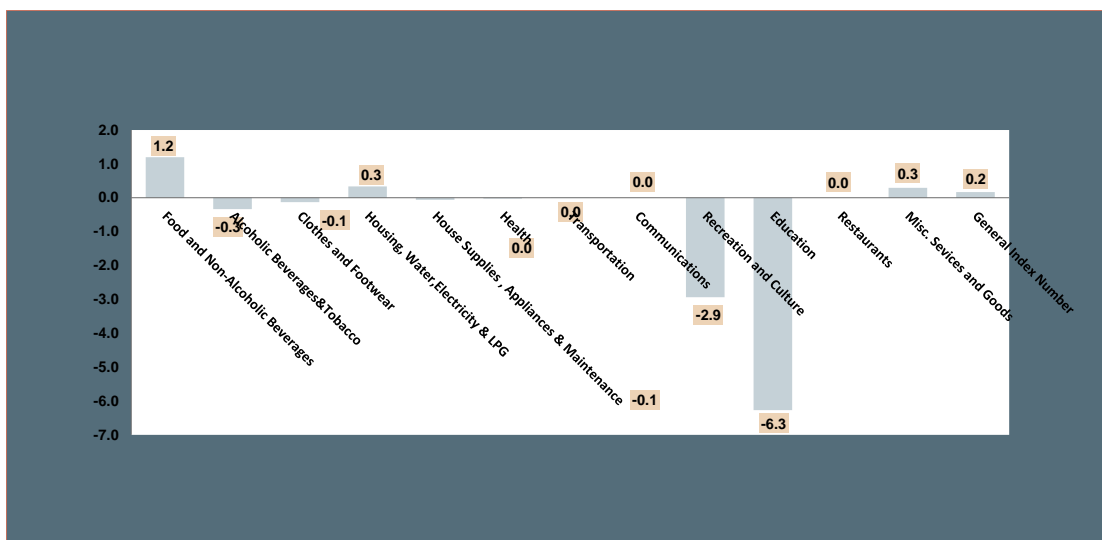 2.0
1.0
0.0
-1.0
-2.0
-3.0
-4.0
-5.0
-6.0
-7.0
1.2
-0.3
-0.1
0.3
-0.1
0.0
0.0
0.0
-2.9
-6.3
0.0
0.3
0.2
Food and Non-Alcoholic Beverages
Alcoholic Beverages&Tobacco
Clothes and Footwear
Housing, Water,Electricity & LPG
House Supplies , Appliances & Maintenance
Health
Transportation
Communications
Recreation and Culture
Education
Restaurants
Misc. Sevices and Goods
General Index Number